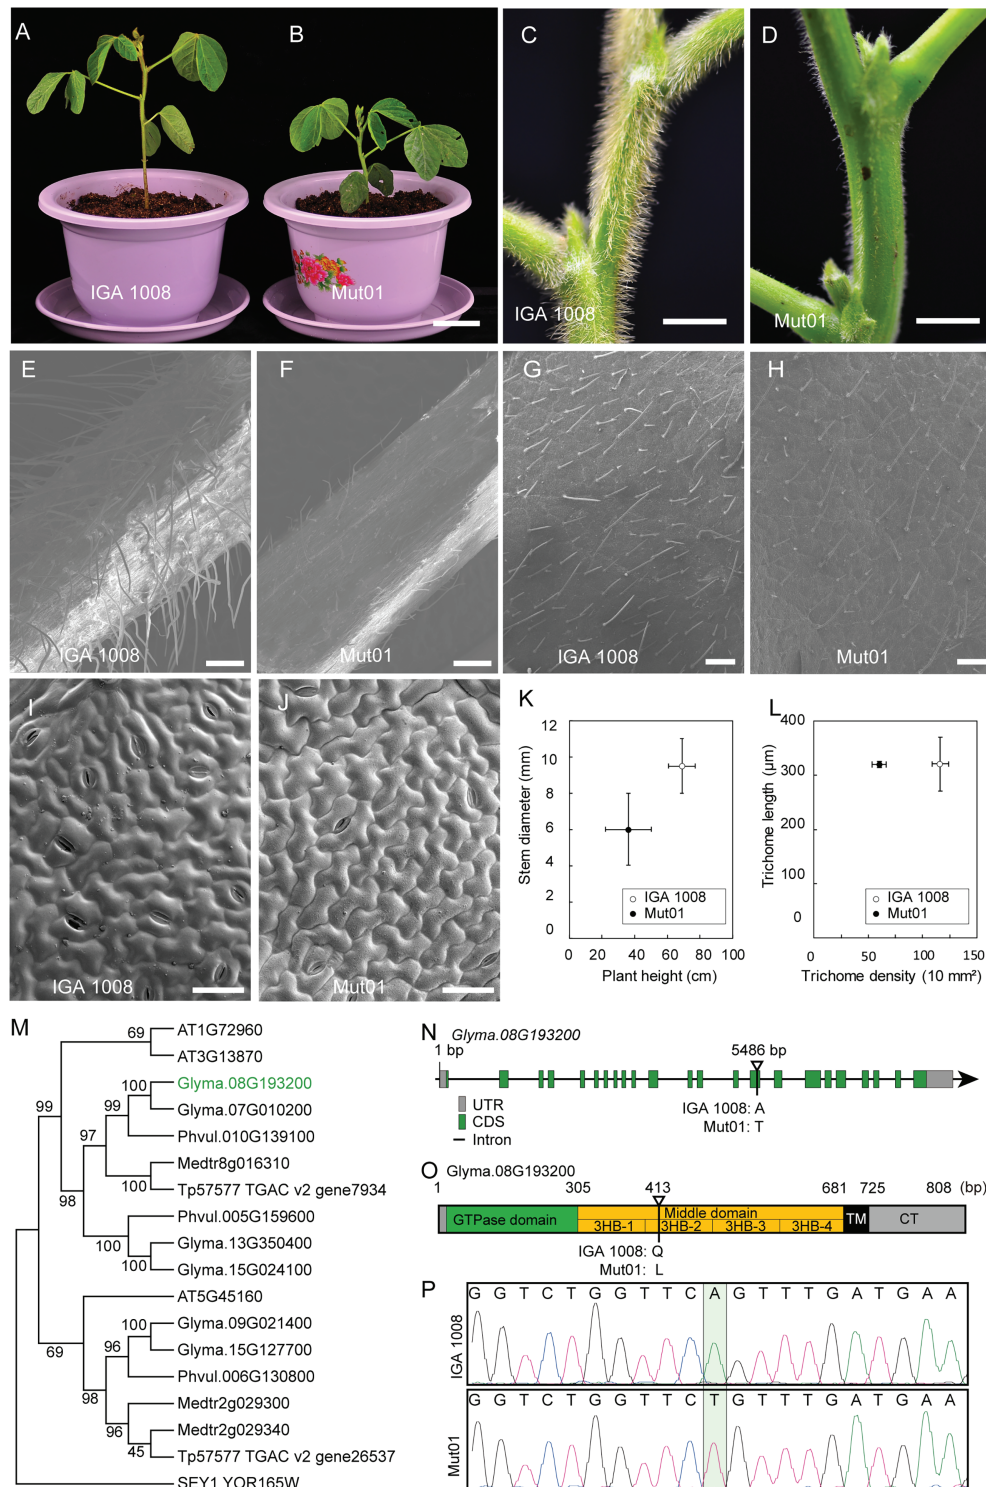 A
B
IGA 1008
Mut01
C
IGA 1008
D
Mut01
E
IGA 1008
F
Mut01
G
IGA 1008
H
Mut01
I
IGA 1008
J
Mut01
K
12
10
8
6
4
2
0
Stem diameter (mm)
IGA 1008
Mut01
0 20 40 60 80 100
Plant height (cm)
L
400
300
200
100
0
Trichome length (µm)
IGA 1008
Mut01
0 50 100 150
Trichome density (10 mm²)
M
69
AT1G72960
AT3G13870
100
Glyma.08G193200
99
99
Glyma.07G010200
97
Phvul.010G139100
Medtr8g016310
100
Tp57577 TGAC v2 gene7934
98
Phvul.005G159600
100
Glyma.13G350400
100
Glyma.15G024100
AT5G45160
100
Glyma.09G021400
69
96
Glyma.15G127700
Phvul.006G130800
98
Medtr2g029300
96
Medtr2g029340
45
Tp57577 TGAC v2 gene26537
SEY1 YOR165W
N
Glyma.08G193200
1 bp
5486 bp
UTR
CDS
Intron
IGA 1008: A
Mut01: T
O
Glyma.08G193200
1 305 413 681 725 808 (bp)
GTPase domain
Middle domain
3HB-1 3HB-2 3HB-3 3HB-4
TM
CT
IGA 1008: Q
Mut01: L
P
IGA 1008
G G T C T G G T T C A G T T T G A T G A A
Mut01
G G T C T G G T T C T G T T T G A T G A A